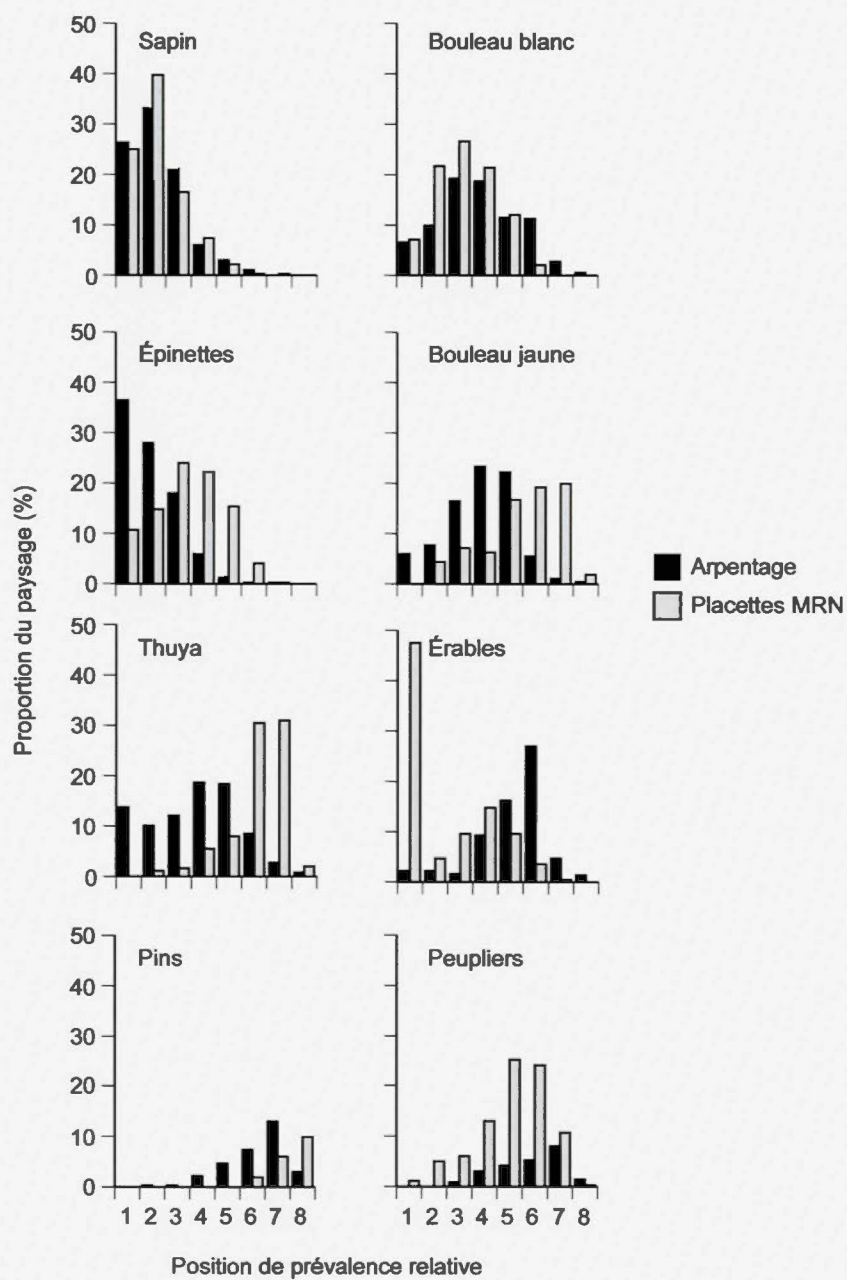 Sapin
Bouleau blanc
50
40
30
20
10
0
Épinettes
Bouleau jaune
50
40
30
20
10
0
Arpentage
Placettes MRN
Proportion du paysage (%)
Thuya
Érables
50
40
30
20
10
0
Pins
Peupliers
50
40
30
20
10
0
1 2 3 4 5 6 7 8 1 2 3 4 5 6 7 8
Position de prévalence relative